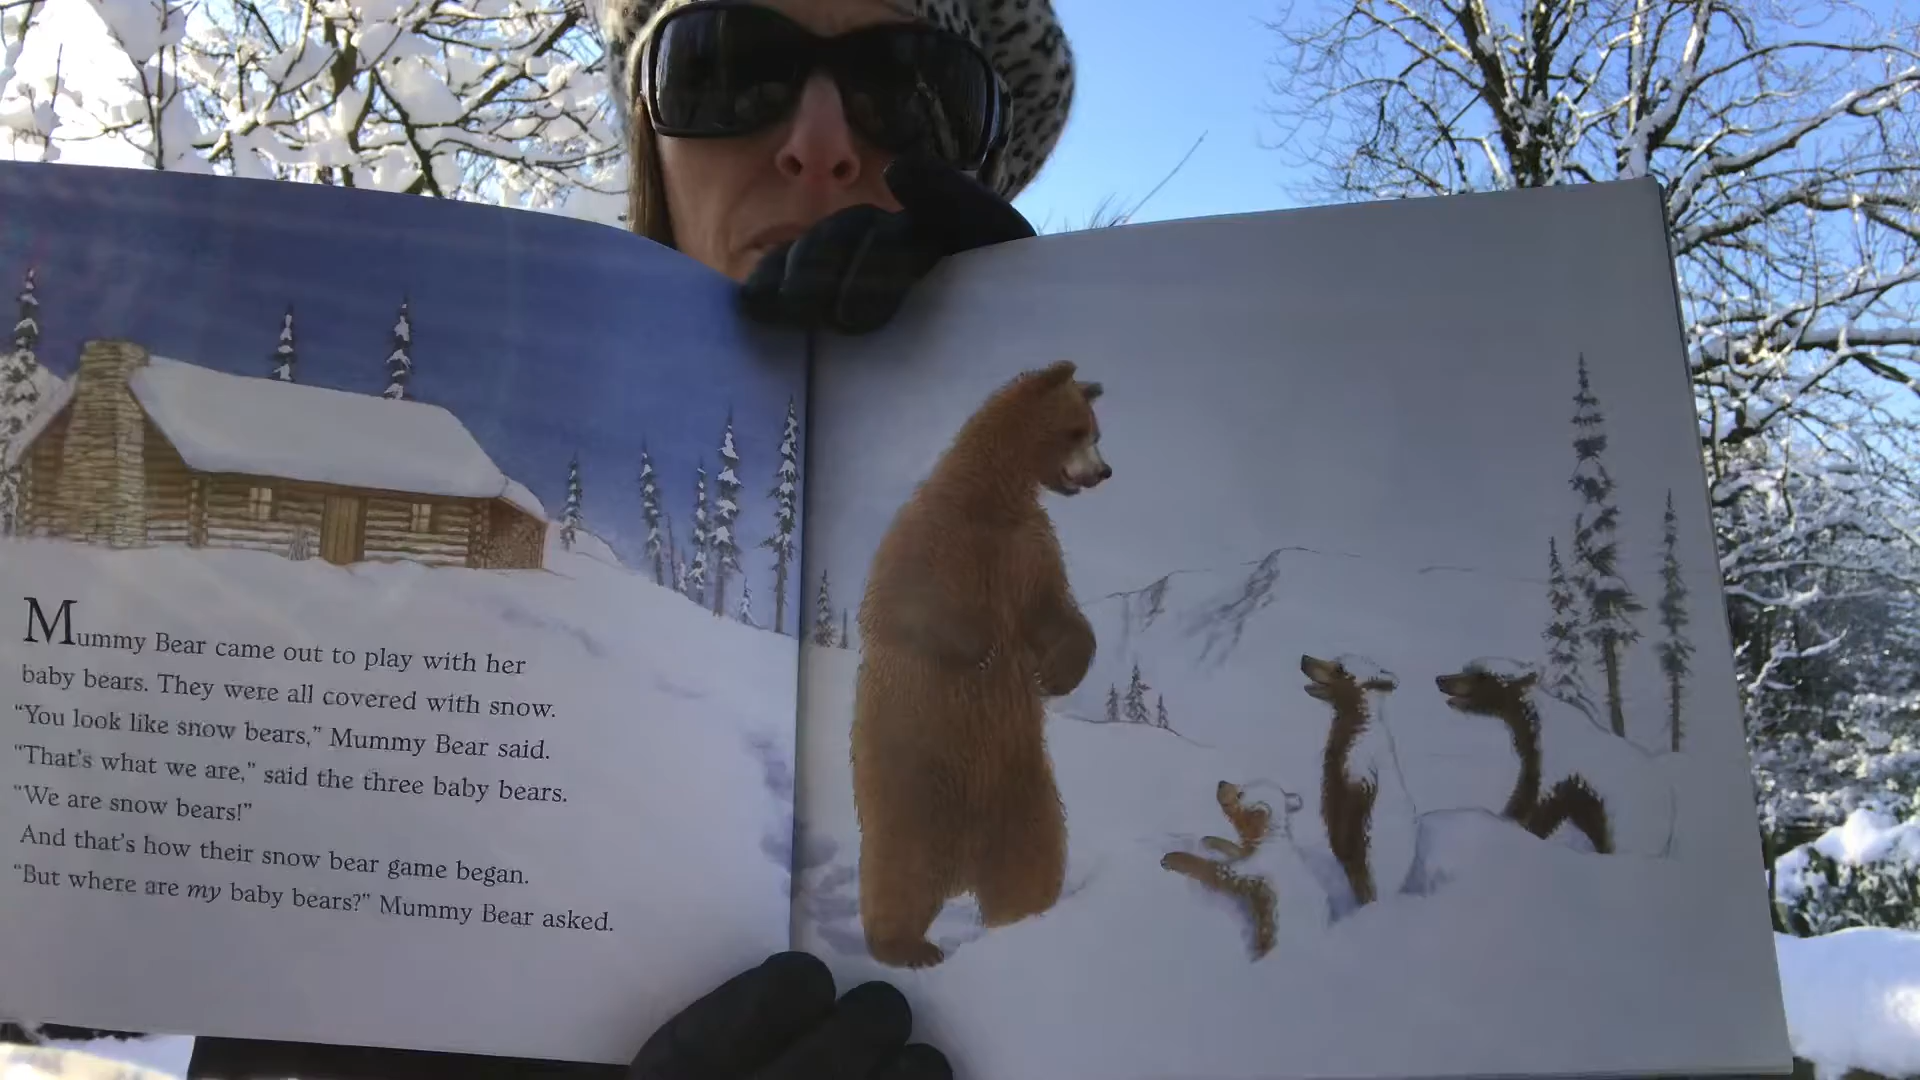 Mummy Bear came out to play with her
baby bears. They were all covered with snow.
“You look like snow bears,” Mummy Bear said.
“That’s what we are,” said the three baby bears.
“We are snow bears!”
And that’s how their snow bear game began.
“But where are my baby bears?” Mummy Bear asked.